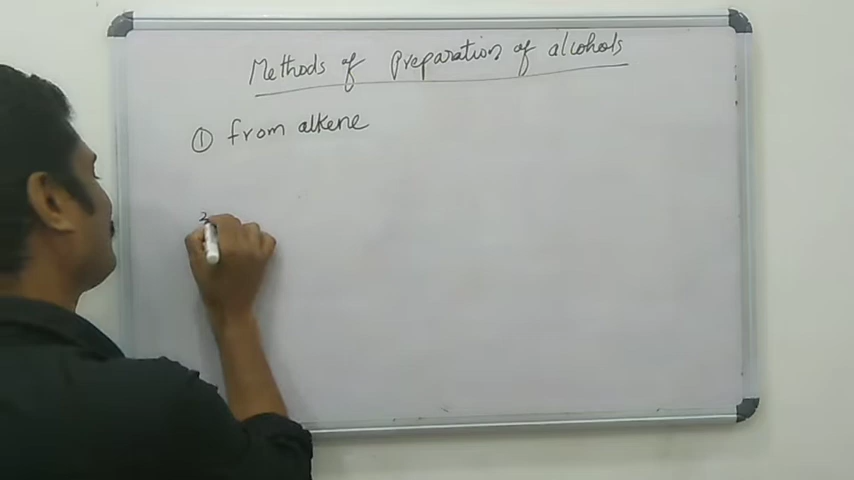 Methods of Preparation of alcohols
① from alkene